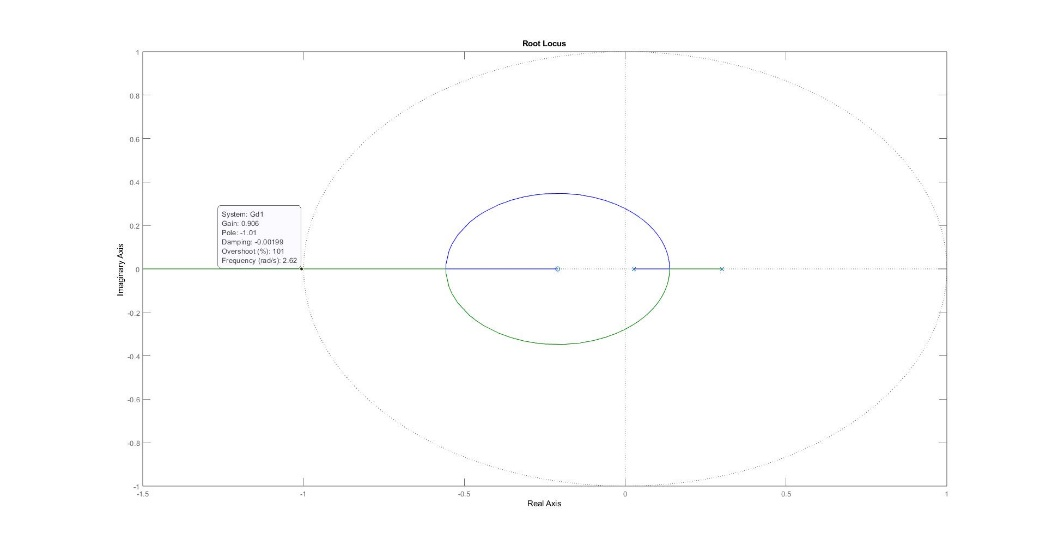 Root Locus
1
0.8
0.6
0.4
0.2
0
-0.2
-0.4
-0.6
-0.8
-1
Imaginary Axis
System: Gd1
Gain: 0.906
Pole: -1.01
Damping: -0.00199
Overshoot (%): 101
Frequency (rad/s): 2.62
-1.5
-1
-0.5
0
0.5
1
Real Axis